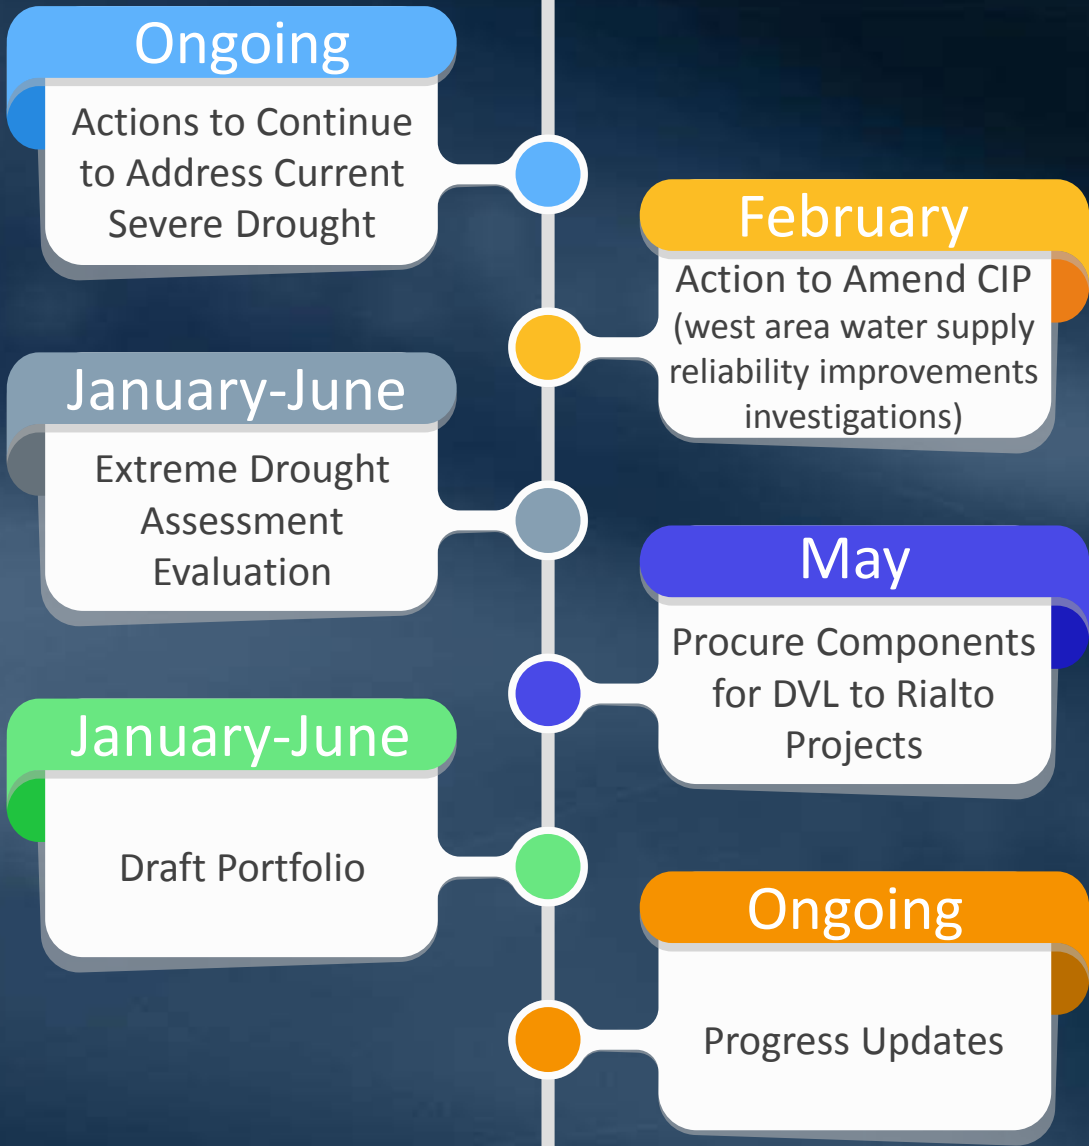 Ongoing
Actions to Continue
to Address Current
Severe Drought
February
Action to Amend CIP
(west area water supply
reliability improvements
investigations)
January-June
Extreme Drought
Assessment
Evaluation
May
Procure Components
for DVL to Rialto
Projects
January-June
Draft Portfolio
Ongoing
Progress Updates